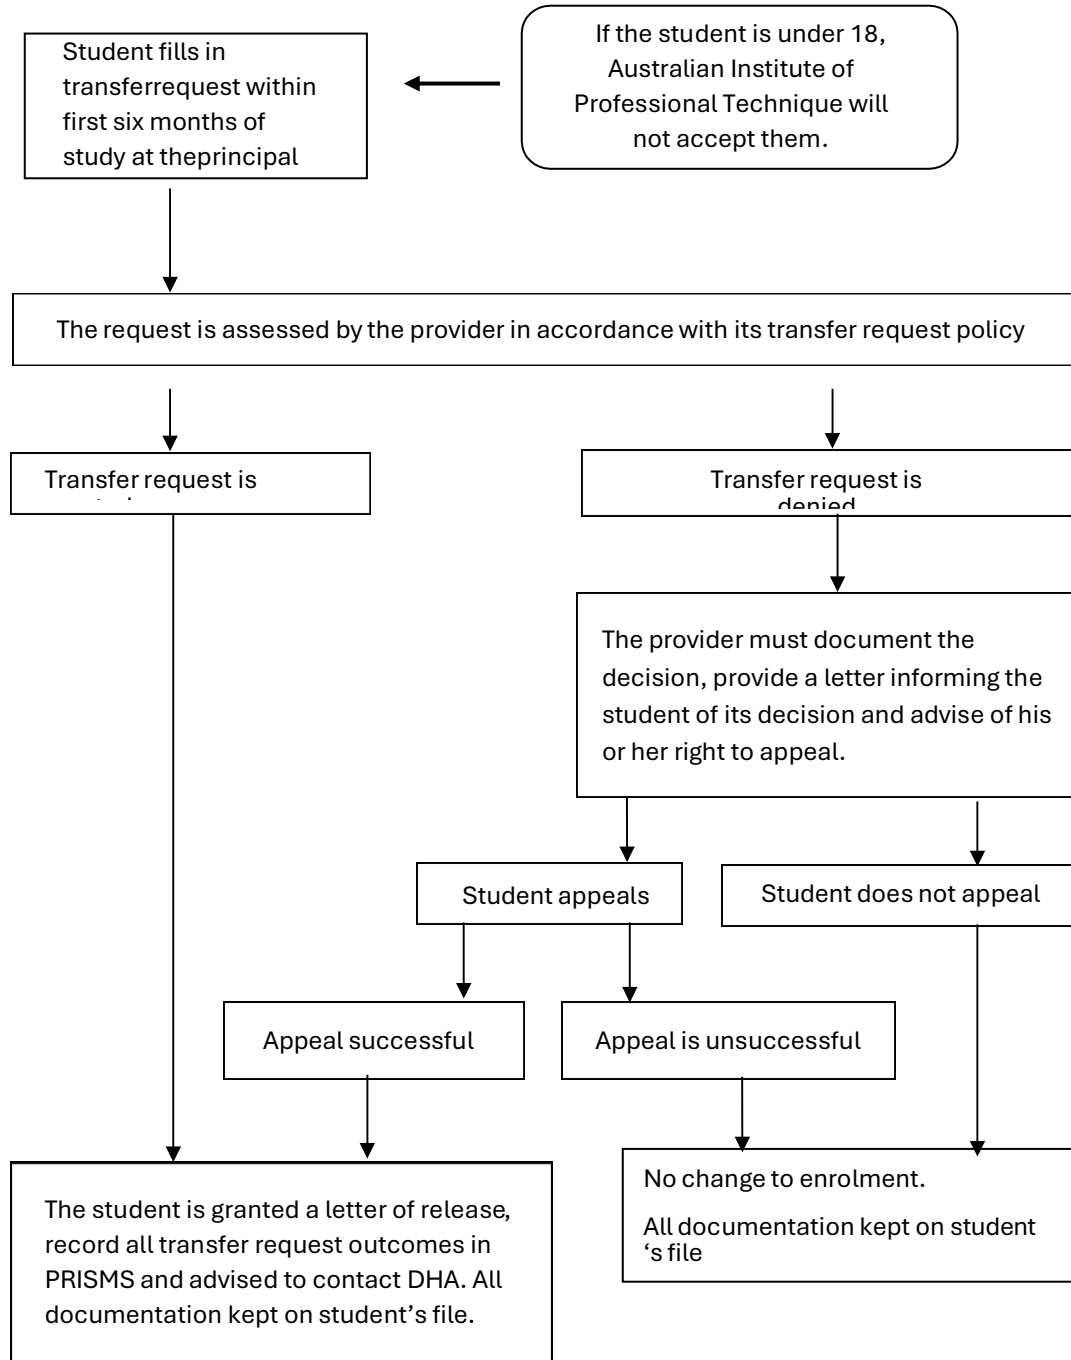 Student fills in
transferrequest within
first six months of
study at theprincipal
If the student is under 18,
Australian Institute of
Professional Technique will
not accept them.
The request is assessed by the provider in accordance with its transfer request policy
Transfer request is
Transfer request is
denied
The provider must document the
decision, provide a letter informing the
student of its decision and advise of his
or her right to appeal.
Student appeals
Student does not appeal
Appeal successful
Appeal is unsuccessful
The student is granted a letter of release,
record all transfer request outcomes in
PRISMS and advised to contact DHA. All
documentation kept on student’s file.
No change to enrolment.
All documentation kept on student
‘s file